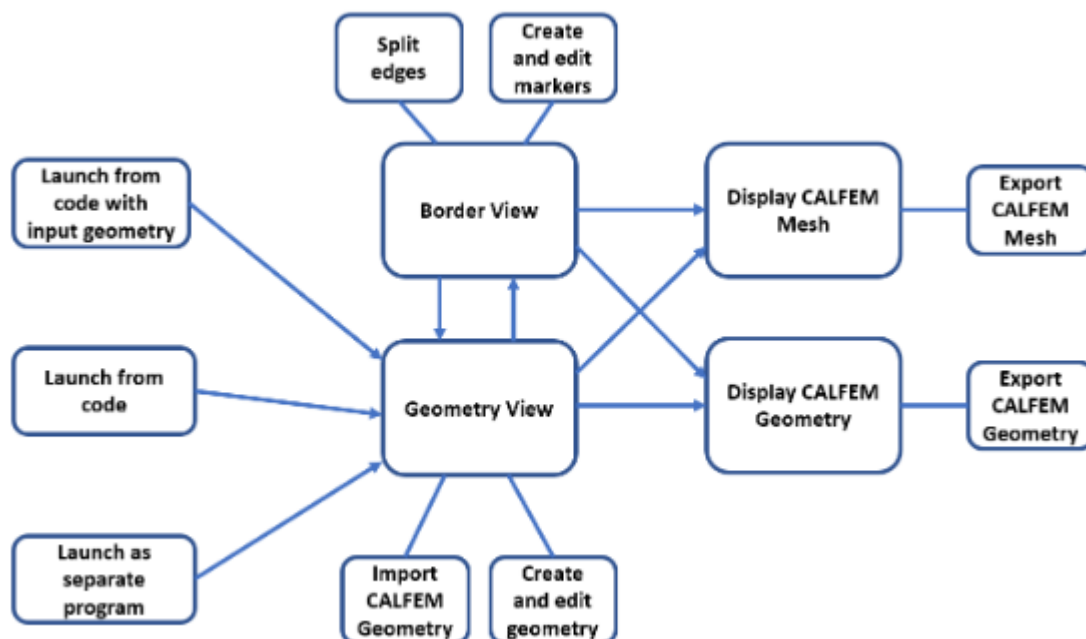 Split
edges
Create
and edit
markers
Launch from
code with
input geometry
Border View
Display CALFEM
Mesh
Export
CALFEM
Mesh
Launch from
code
Geometry View
Display CALFEM
Geometry
Export
CALFEM
Geometry
Launch as
separate
program
Import
CALFEM
Geometry
Create
and edit
geometry